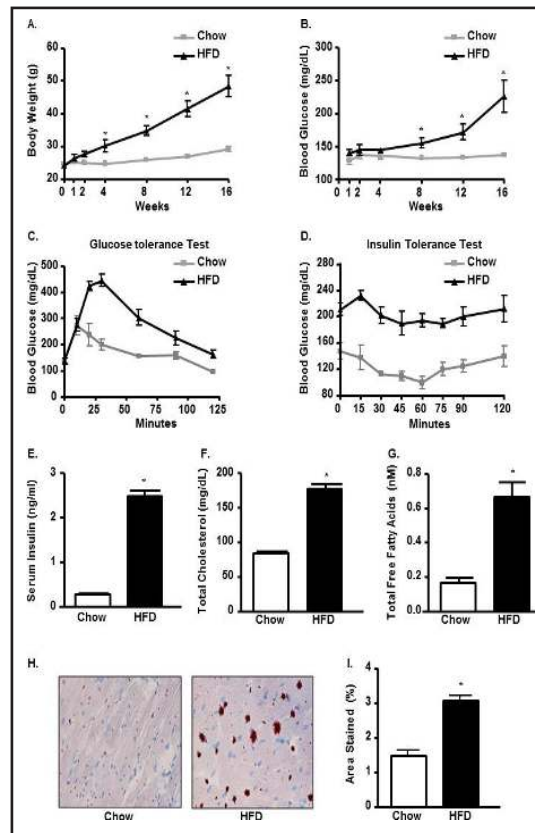 A.
Chow
HFD
Body Weight (g)
60
50
40
30
20
* * * *
0 1 2 4 8 12 16
Weeks
B.
Chow
HFD
Blood Glucose (mg/dL)
300
250
200
150
100
* * *
0 1 2 4 8 12 16
Weeks
C.
Glucose tolerance Test
Chow
HFD
Blood Glucose (mg/dL)
500
400
300
200
100
0
0 25 50 75 100 125
Minutes
D.
Insulin Tolerance Test
Chow
HFD
Blood Glucose (mg/dL)
280
240
200
160
120
80
0 15 30 45 60 75 90 120
Minutes
E.
Serum Insulin (ng/ml)
3
2
1
0
*
Chow HFD
F.
Total Cholesterol (mg/dL)
200
150
100
50
0
*
Chow HFD
G.
Total Free Fatty Acids (nM)
0.8
0.6
0.4
0.2
0
*
Chow HFD
H.
Chow HFD
I.
Area Stained (%)
4
3
2
1
0
*
Chow HFD